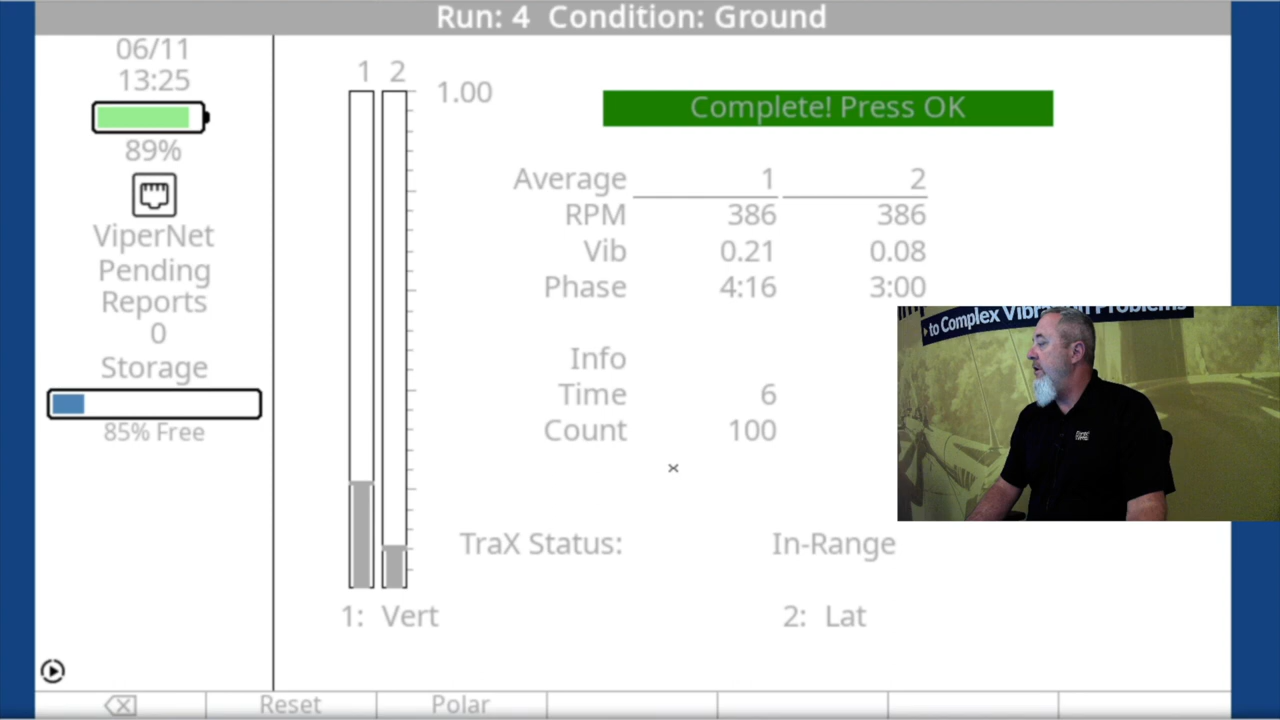 Run: 4 Condition: Ground
06/11
13:25
89%
ViperNet
Pending
Reports
0
Storage
85% Free
1 2
1.00
Complete! Press OK
Average 1 2
RPM 386 386
Vib 0.21 0.08
Phase 4:16 3:00
Info
Time 6
Count 100
TraX Status: In-Range
1: Vert
2: Lat
to Complex Vibration Problems
Reset Polar